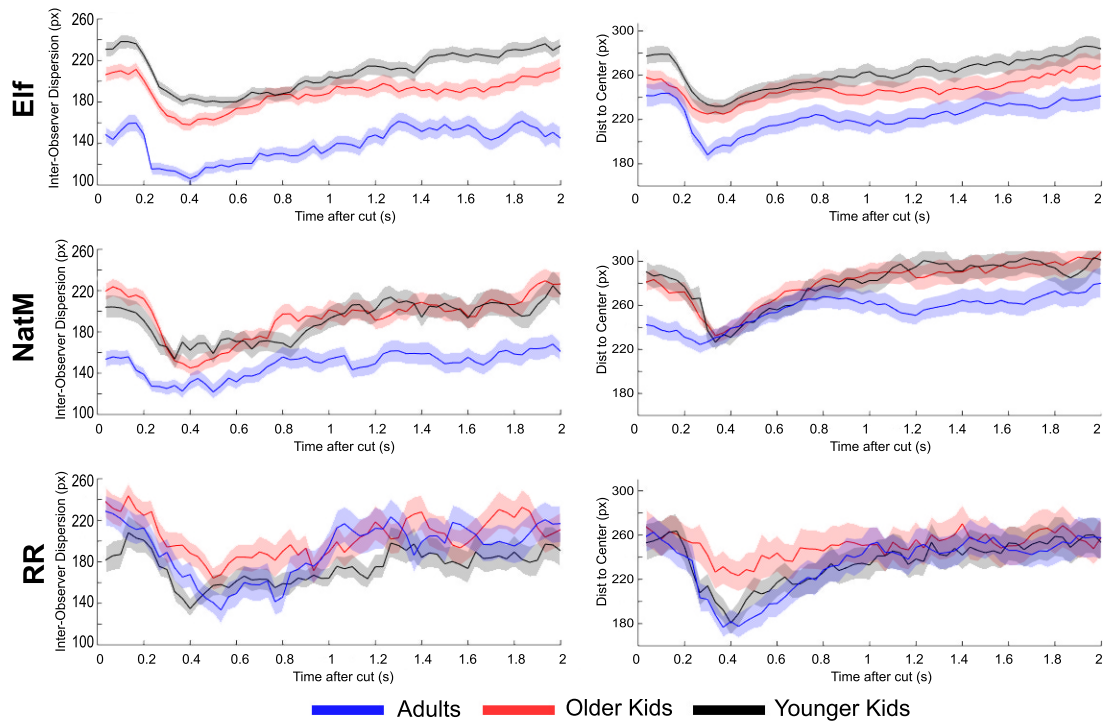 Elf
Inter-Observer Dispersion (px)
260
220
180
140
100
0 0.2 0.4 0.6 0.8 1 1.2 1.4 1.6 1.8 2
Time after cut (s)
Dist to Center (px)
300
260
220
180
0 0.2 0.4 0.6 0.8 1 1.2 1.4 1.6 1.8 2
Time after cut (s)
NatM
Inter-Observer Dispersion (px)
260
220
180
140
100
0 0.2 0.4 0.6 0.8 1 1.2 1.4 1.6 1.8 2
Time after cut (s)
Dist to Center (px)
300
260
220
180
0 0.2 0.4 0.6 0.8 1 1.2 1.4 1.6 1.8 2
Time after cut (s)
RR
Inter-Observer Dispersion (px)
260
220
180
140
100
0 0.2 0.4 0.6 0.8 1 1.2 1.4 1.6 1.8 2
Time after cut (s)
Dist to Center (px)
300
260
220
180
0 0.2 0.4 0.6 0.8 1 1.2 1.4 1.6 1.8 2
Time after cut (s)
Adults Older Kids Younger Kids